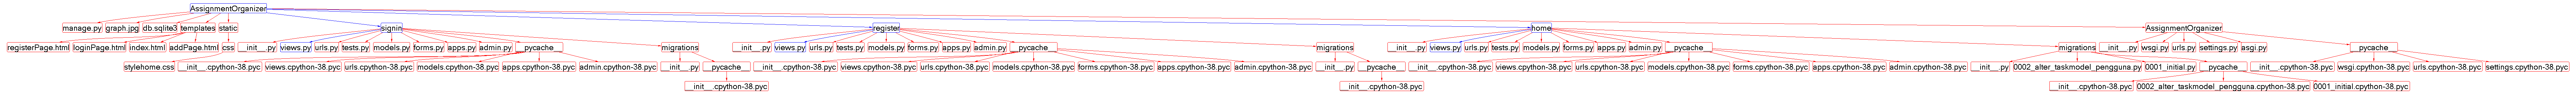 AssignmentOrganizer
manage.py graph.jpg db.sqlite3 templates static signin register home AssignmentOrganizer
registerPage.html loginPage.html index.html addPage.html css __init__.py views.py urls.py tests.py models.py forms.py apps.py admin.py __pycache__ migrations __init__.py views.py urls.py tests.py models.py forms.py apps.py admin.py __pycache__ migrations __init__.py views.py urls.py tests.py models.py forms.py apps.py admin.py __pycache__ migrations __init__.py wsgi.py urls.py settings.py asgi.py __pycache__
stylehome.css __init__.cpython-38.pyc views.cpython-38.pyc urls.cpython-38.pyc models.cpython-38.pyc apps.cpython-38.pyc admin.cpython-38.pyc __init__.py __pycache__ __init__.cpython-38.pyc views.cpython-38.pyc urls.cpython-38.pyc models.cpython-38.pyc forms.cpython-38.pyc apps.cpython-38.pyc admin.cpython-38.pyc __init__.py __pycache__ __init__.cpython-38.pyc views.cpython-38.pyc urls.cpython-38.pyc models.cpython-38.pyc forms.cpython-38.pyc apps.cpython-38.pyc admin.cpython-38.pyc __init__.py 0002_alter_taskmodel_pengguna.py 0001_initial.py __pycache__ __init__.cpython-38.pyc wsgi.cpython-38.pyc urls.cpython-38.pyc settings.cpython-38.pyc
__init__.cpython-38.pyc __init__.cpython-38.pyc __init__.cpython-38.pyc 0002_alter_taskmodel_pengguna.cpython-38.pyc 0001_initial.cpython-38.pyc